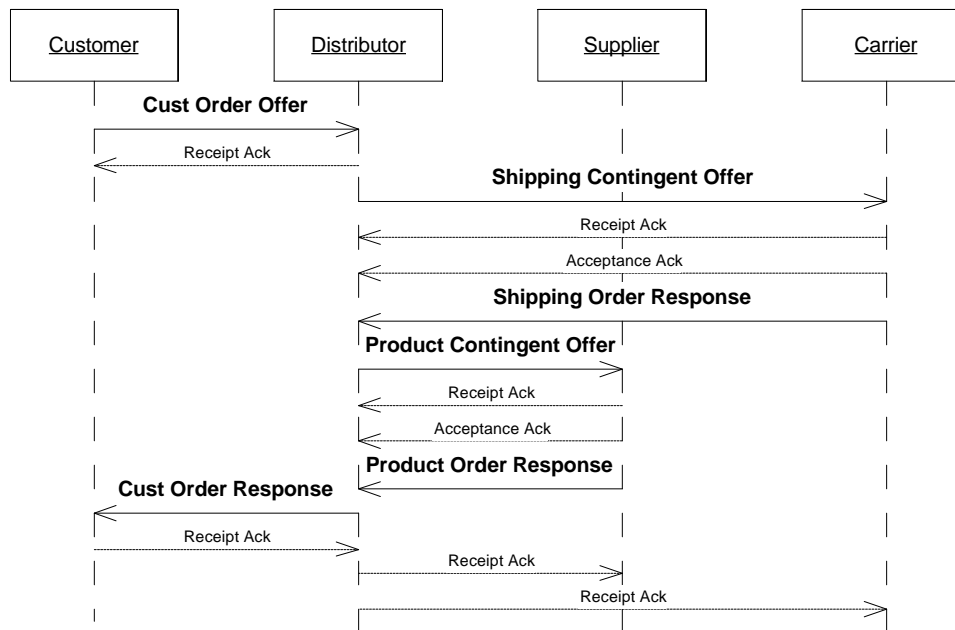 Customer
Distributor
Supplier
Carrier
Cust Order Offer
Receipt Ack
Shipping Contingent Offer
Receipt Ack
Acceptance Ack
Shipping Order Response
Product Contingent Offer
Receipt Ack
Acceptance Ack
Product Order Response
Cust Order Response
Receipt Ack
Receipt Ack
Receipt Ack